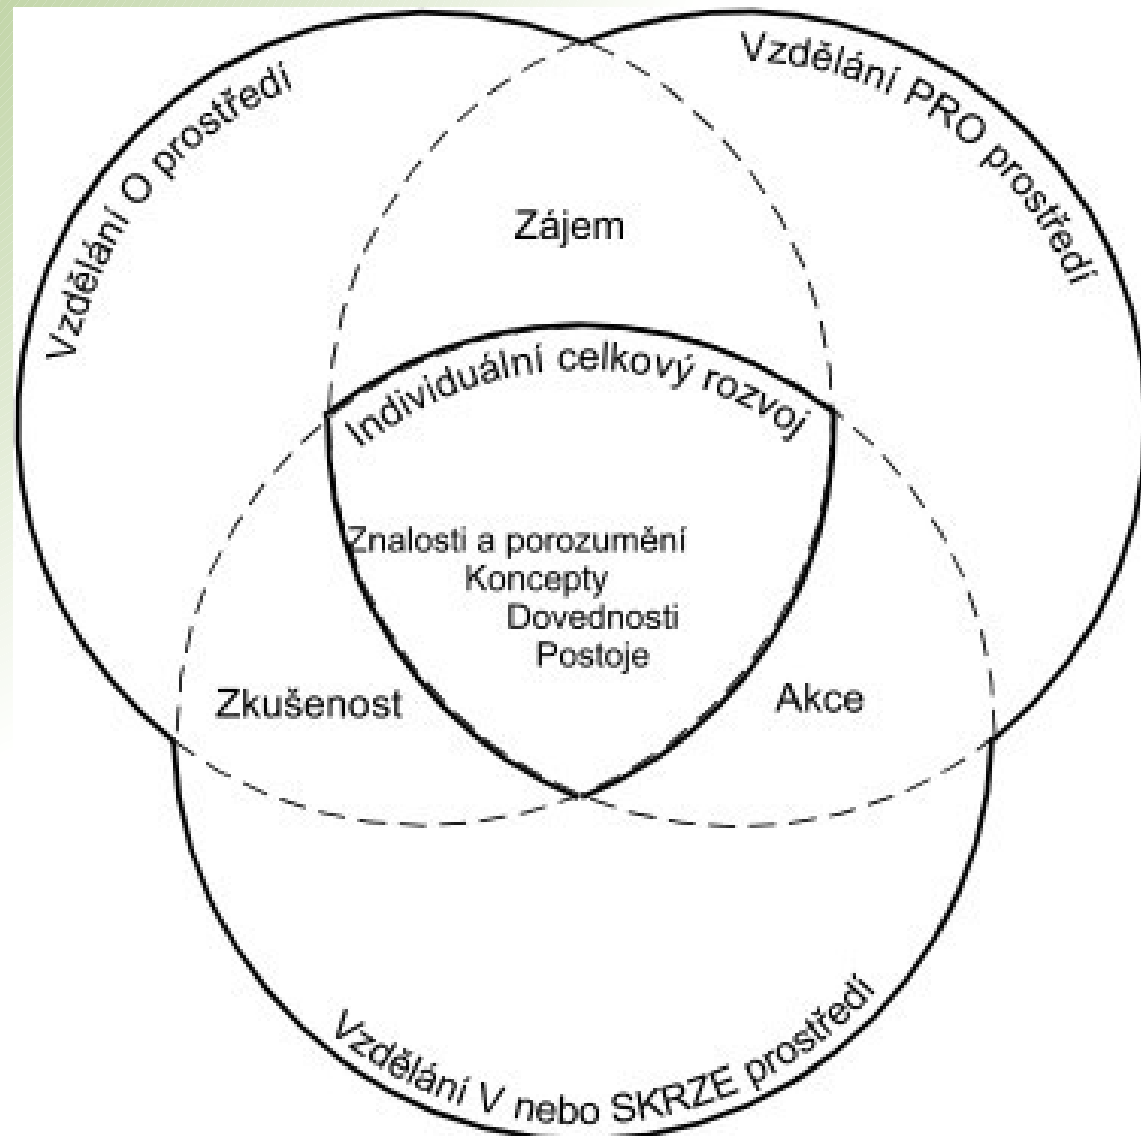 Vzdělání O prostředí
Vzdělání PRO prostředí
Zájem
Individuální celkový rozvoj
Znalosti a porozumění
Koncepty
Dovednosti
Postoje
Zkušenost
Akce
Vzdělání V nebo SKRZE prostředí